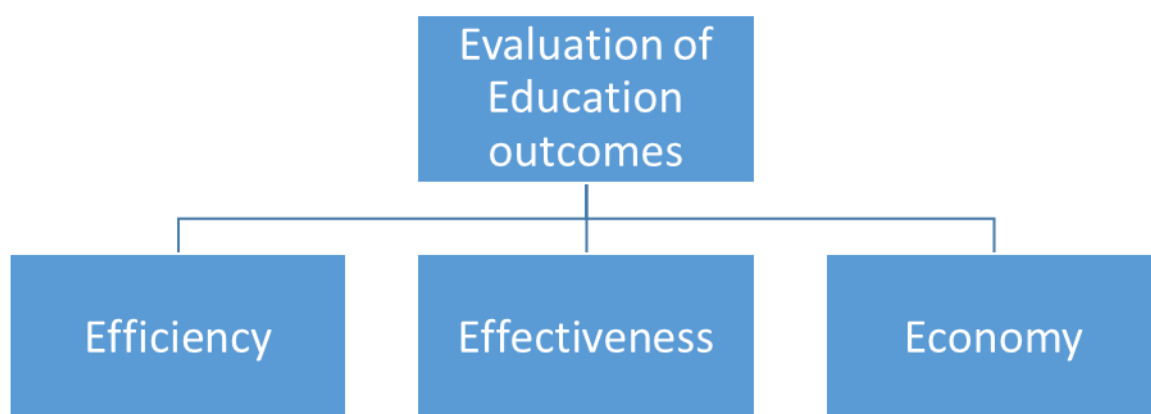 Evaluation of
Education
outcomes
Efficiency
Effectiveness
Economy